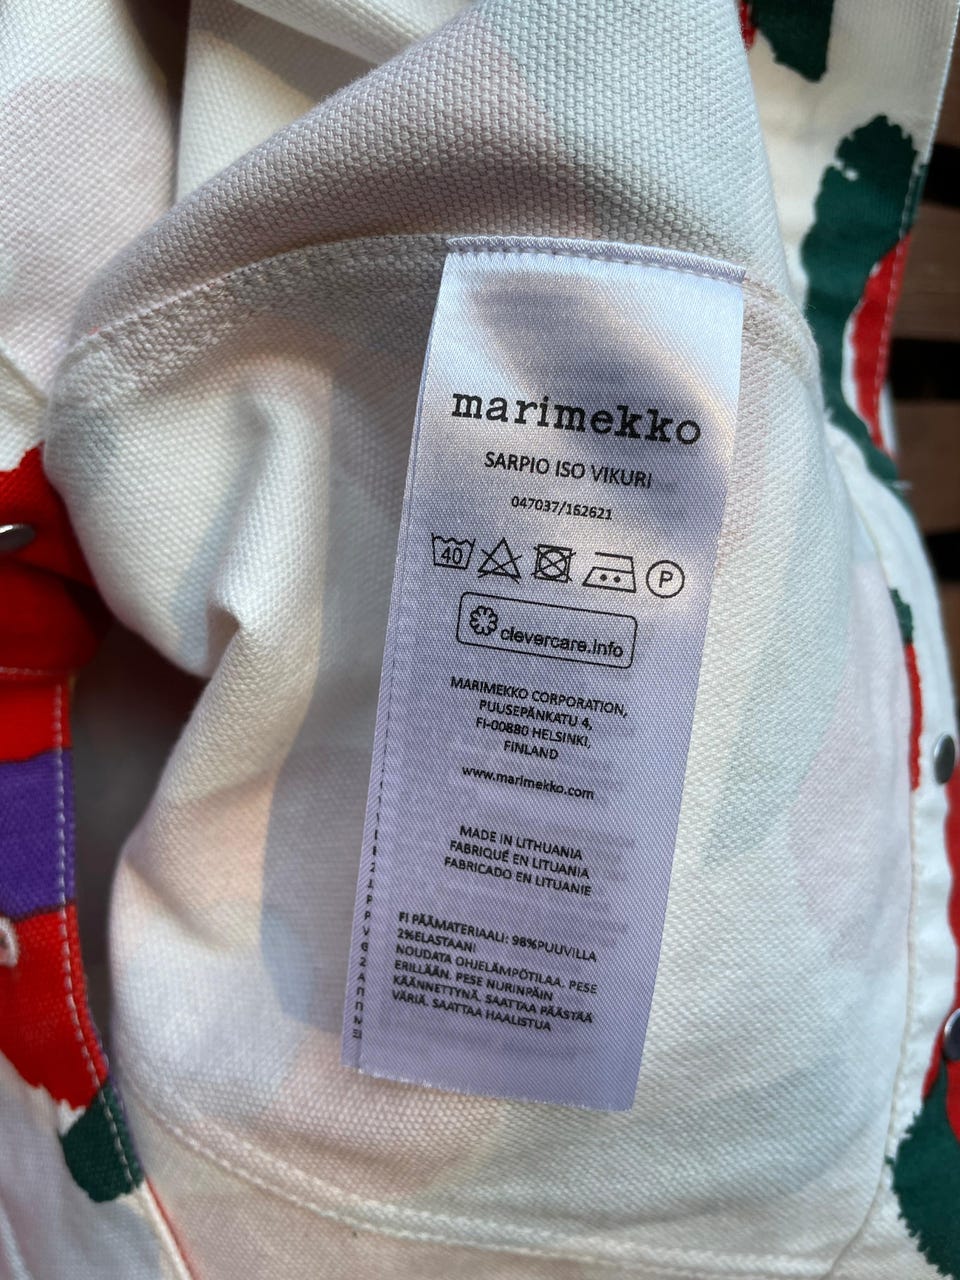 marimekko
SARPIO ISO VIKURI
047037/162621
40
P
clevercare.info
MARIMEKKO CORPORATION,
PUUSEPÄNKATU 4,
FI-00880 HELSINKI,
FINLAND
www.marimekko.com
MADE IN LITHUANIA
FABRIQUÉ EN LITUANIA
FABRICADO EN LITUANIE
FI PÄÄMATERIAALI: 98%PUUVILLA
2%ELASTAANI
NOUDATA OHJELÄMPÖTILAA. PESE
ERILLÄÄN. PESE NURINPÄIN
KÄÄNNETTYNÄ. SAATTAA PÄÄSTÄÄ
VÄRIÄ. SAATTAA HAALISTUA